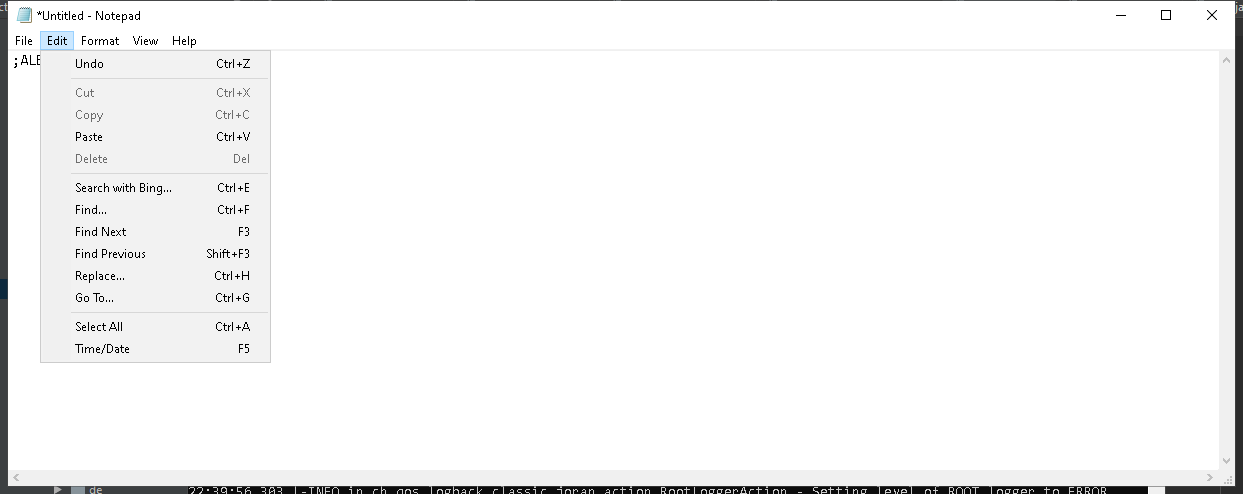 *Untitled - Notepad
File Edit Format View Help
;ALE
Undo Ctrl+Z
Cut Ctrl+X
Copy Ctrl+C
Paste Ctrl+V
Delete Del
Search with Bing... Ctrl+E
Find... Ctrl+F
Find Next F3
Find Previous Shift+F3
Replace... Ctrl+H
Go To... Ctrl+G
Select All Ctrl+A
Time/Date F5
de 22:39:56,303 |-INFO in ch.qos.logback.classic.joran.action.RootLoggerAction - Setting level of ROOT logger to ERROR